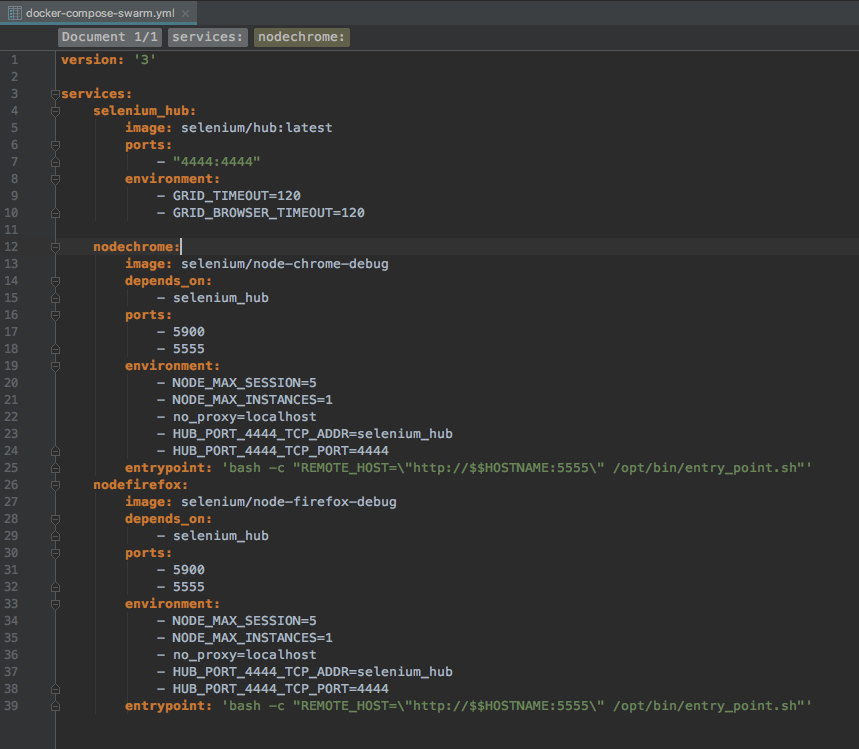 docker-compose-swarm.yml
Document 1/1 services: nodechrome:
1 version: '3'
2
3 services:
4     selenium_hub:
5         image: selenium/hub:latest
6         ports:
7             - "4444:4444"
8         environment:
9             - GRID_TIMEOUT=120
10             - GRID_BROWSER_TIMEOUT=120
11
12     nodechrome:
13         image: selenium/node-chrome-debug
14         depends_on:
15             - selenium_hub
16         ports:
17             - 5900
18             - 5555
19         environment:
20             - NODE_MAX_SESSION=5
21             - NODE_MAX_INSTANCES=1
22             - no_proxy=localhost
23             - HUB_PORT_4444_TCP_ADDR=selenium_hub
24             - HUB_PORT_4444_TCP_PORT=4444
25         entrypoint: 'bash -c "REMOTE_HOST=\"http://$$HOSTNAME:5555\" /opt/bin/entry_point.sh"'
26     nodefirefox:
27         image: selenium/node-firefox-debug
28         depends_on:
29             - selenium_hub
30         ports:
31             - 5900
32             - 5555
33         environment:
34             - NODE_MAX_SESSION=5
35             - NODE_MAX_INSTANCES=1
36             - no_proxy=localhost
37             - HUB_PORT_4444_TCP_ADDR=selenium_hub
38             - HUB_PORT_4444_TCP_PORT=4444
39         entrypoint: 'bash -c "REMOTE_HOST=\"http://$$HOSTNAME:5555\" /opt/bin/entry_point.sh"'